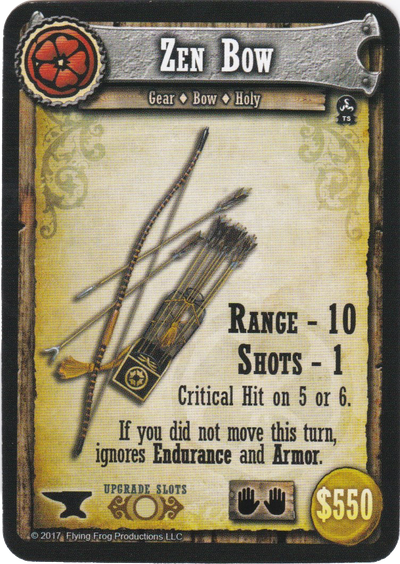 Zen Bow
Gear ♦ Bow ♦ Holy
TS
Range - 10
Shots - 1
Critical Hit on 5 or 6.
If you did not move this turn,
ignores Endurance and Armor.
UPGRADE SLOTS
$550
© 2017 Flying Frog Productions LLC